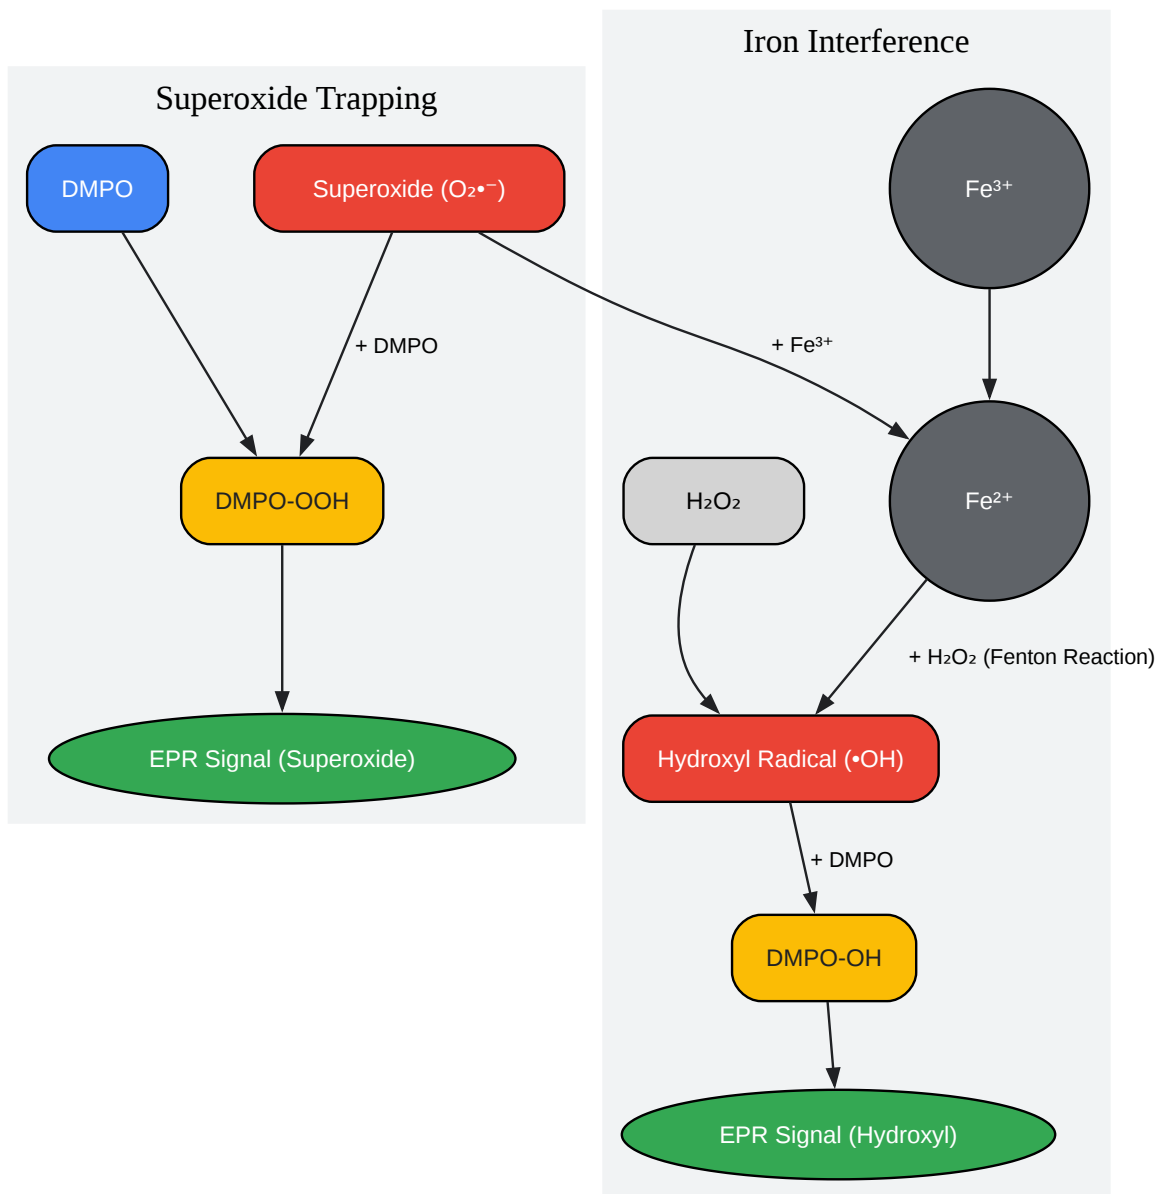 Iron Interference
Superoxide Trapping
DMPO
Superoxide (O₂•⁻)
Fe³⁺
+ DMPO
+ Fe³⁺
DMPO-OOH
H₂O₂
Fe²⁺
+ H₂O₂ (Fenton Reaction)
EPR Signal (Superoxide)
Hydroxyl Radical (•OH)
+ DMPO
DMPO-OH
EPR Signal (Hydroxyl)